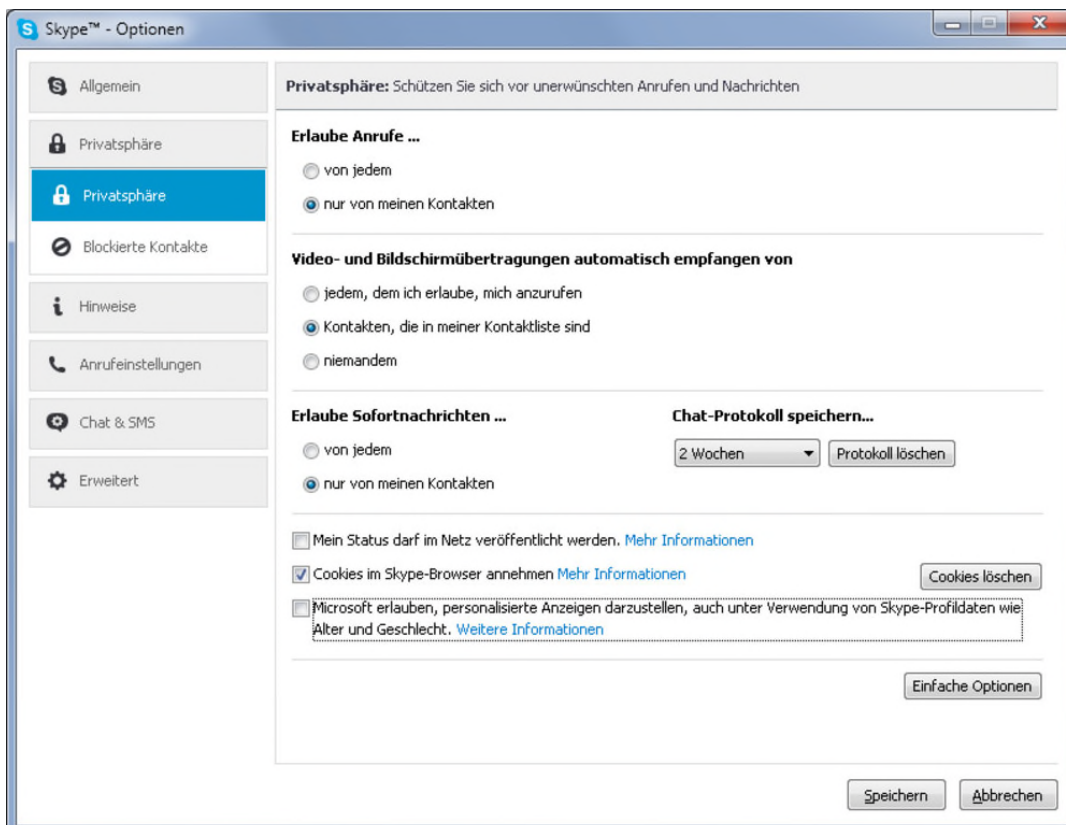 Skype™ - Optionen
Allgemein
Privatsphäre
Privatsphäre
Blockierte Kontakte
Hinweise
Anrufeinstellungen
Chat & SMS
Erweitert
Privatsphäre: Schützen Sie sich vor unerwünschten Anrufen und Nachrichten
Erlaube Anrufe ...
von jedem
nur von meinen Kontakten
Video- und Bildschirmübertragungen automatisch empfangen von
jedem, dem ich erlaube, mich anzurufen
Kontakten, die in meiner Kontaktliste sind
niemandem
Erlaube Sofortnachrichten ...
von jedem
nur von meinen Kontakten
Chat-Protokoll speichern...
2 Wochen
Protokoll löschen
Mein Status darf im Netz veröffentlicht werden. Mehr Informationen
Cookies im Skype-Browser annehmen Mehr Informationen
Cookies löschen
Microsoft erlauben, personalisierte Anzeigen darzustellen, auch unter Verwendung von Skype-Profildaten wie
Alter und Geschlecht. Weitere Informationen
Einfache Optionen
Speichern
Abbrechen